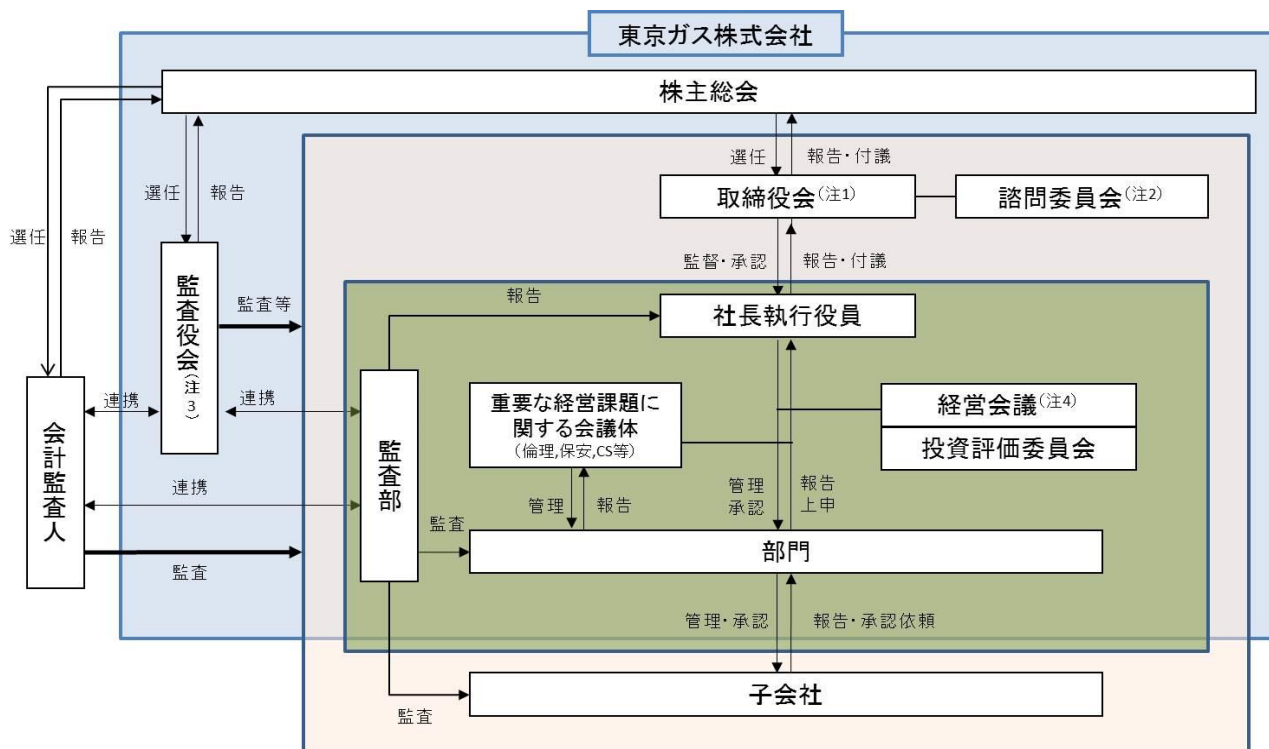 東京ガス株式会社
株主総会
選任
報告
選任
報告
選任
報告・付議
取締役会(注1)
諮問委員会(注2)
監督・承認
報告・付議
監査役会(注3)
監査等
報告
社長執行役員
連携
連携
会計監査人
監査部
重要な経営課題に
関する会議体
(倫理,保安,CS等)
経営会議(注4)
投資評価委員会
連携
管理
報告
管理
承認
報告
上申
監査
監査
部門
管理・承認
報告・承認依頼
監査
子会社